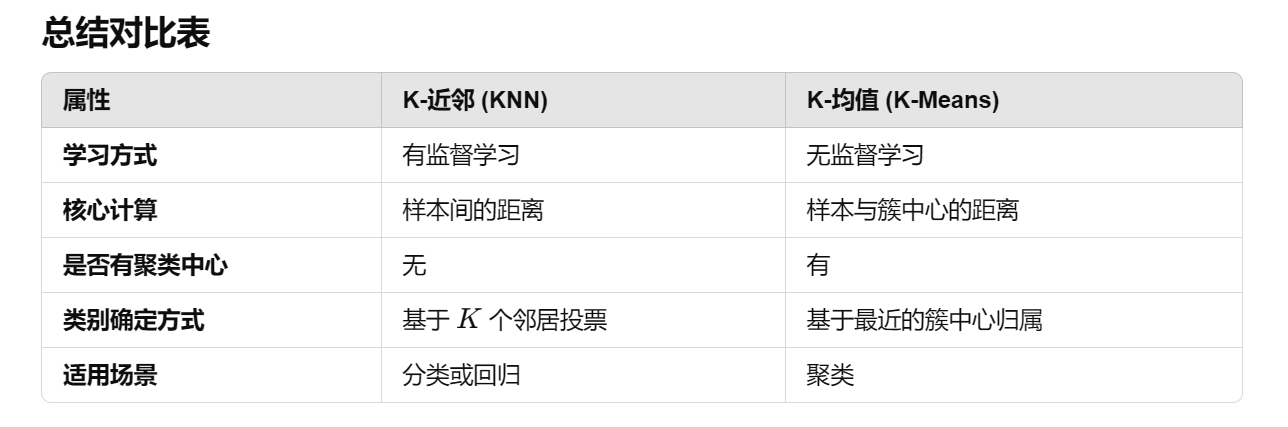 总结对比表
属性 K-近邻 (KNN) K-均值 (K-Means)
学习方式 有监督学习 无监督学习
核心计算 样本间的距离 样本与簇中心的距离
是否有聚类中心 无 有
类别确定方式 基于 K 个邻居投票 基于最近的簇中心归属
适用场景 分类或回归 聚类